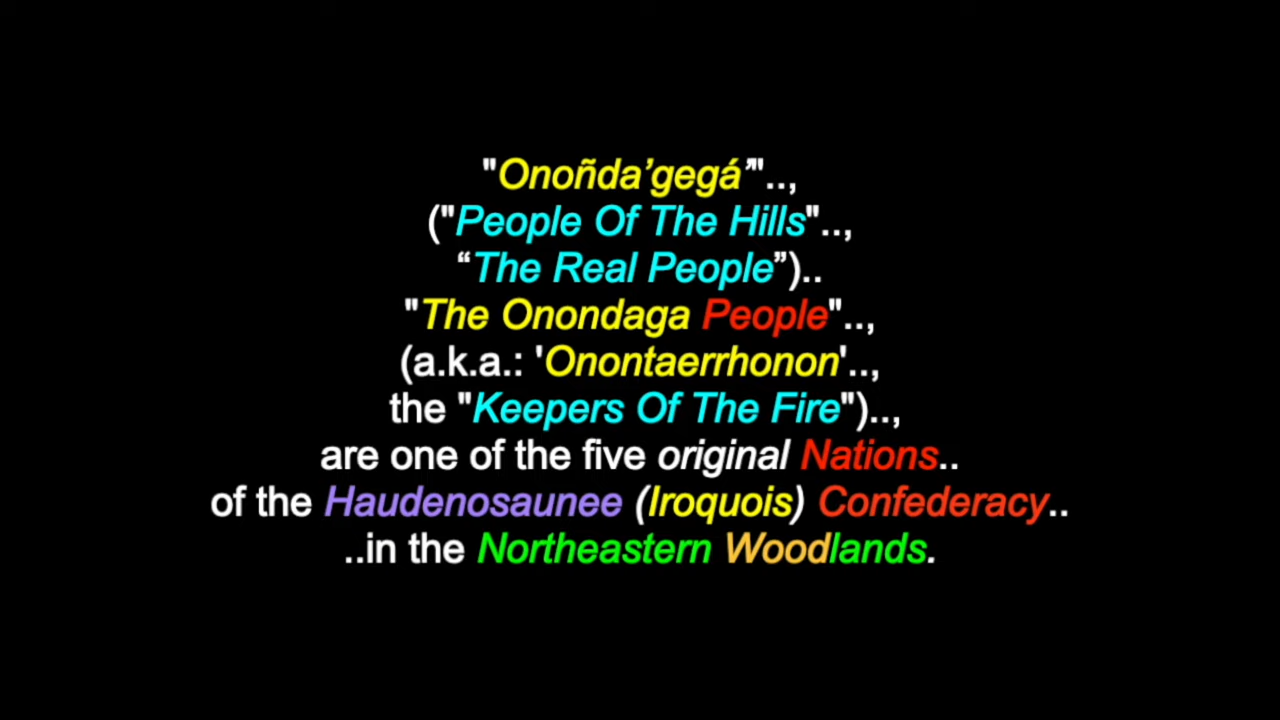 "Onoñda’gegá’"..,
("People Of The Hills"..,
“The Real People”)..
"The Onondaga People"..,
(a.k.a.: 'Onontaerrhonon'..,
the "Keepers Of The Fire")..,
are one of the five original Nations..
of the Haudenosaunee (Iroquois) Confederacy..
..in the Northeastern Woodlands.